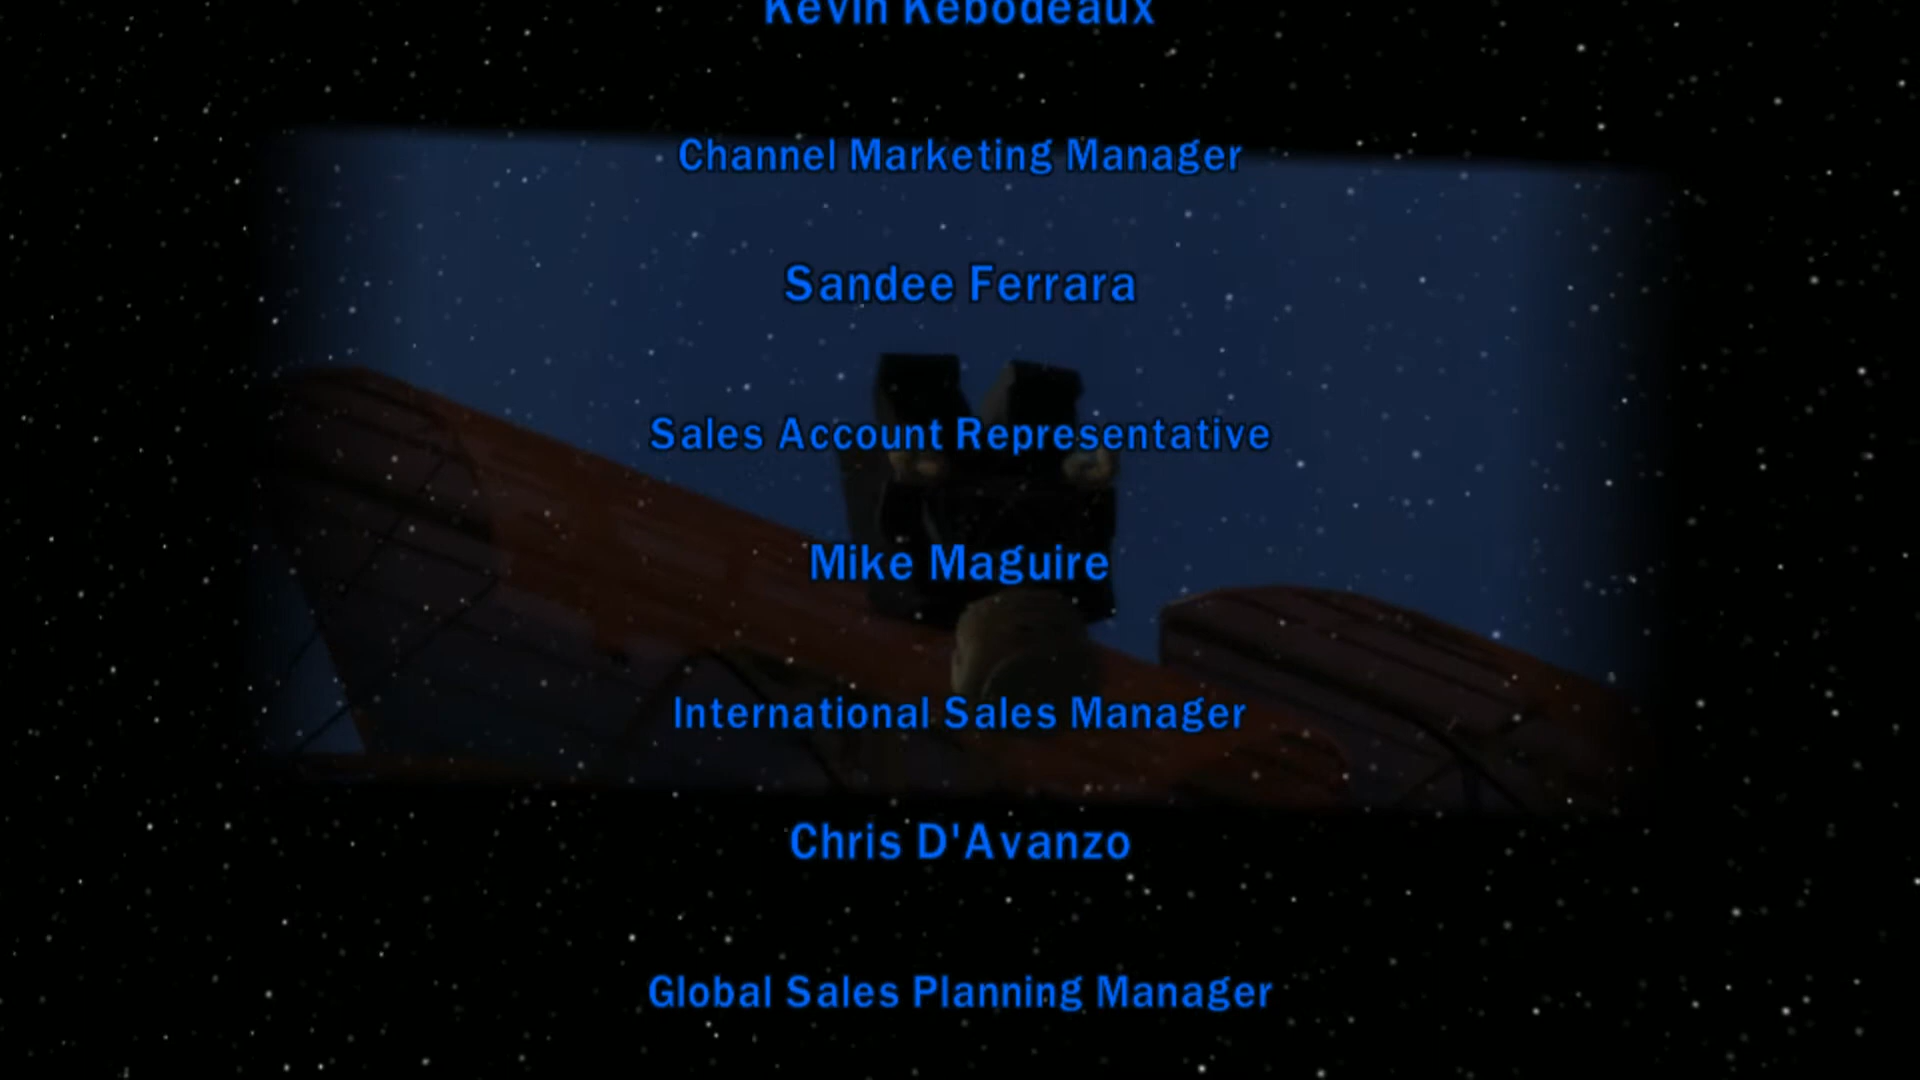 Kevin Kebodeaux
Channel Marketing Manager
Sandee Ferrara
Sales Account Representative
Mike Maguire
International Sales Manager
Chris D'Avanzo
Global Sales Planning Manager